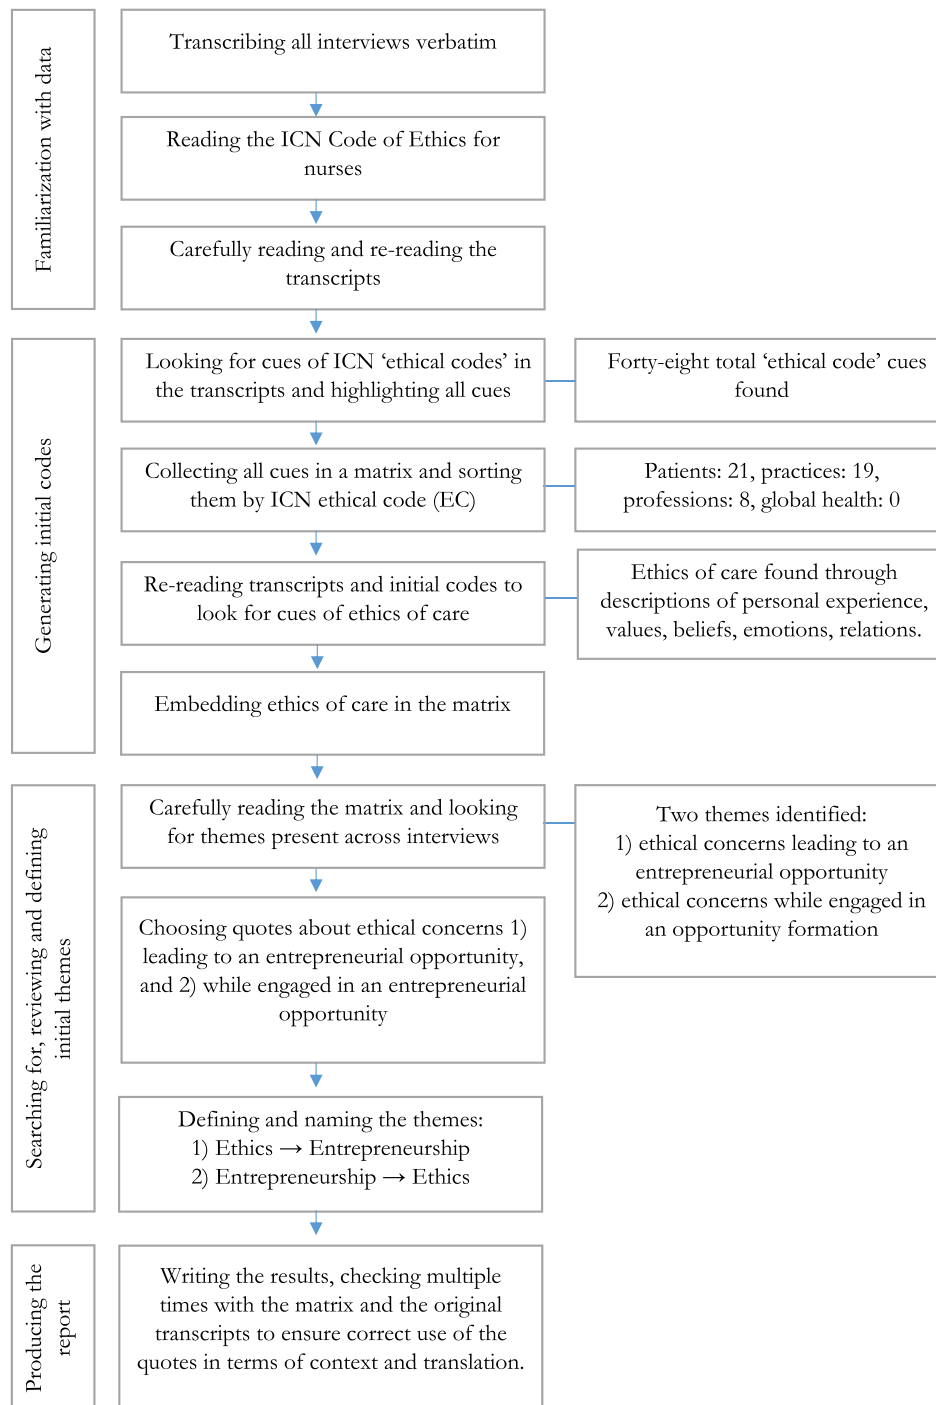 Familiarization with data
Transcribing all interviews verbatim
Reading the ICN Code of Ethics for
nurses
Carefully reading and re-reading the
transcripts
Generating initial codes
Looking for cues of ICN ‘ethical codes’ in
the transcripts and highlighting all cues
Forty-eight total ‘ethical code’ cues
found
Collecting all cues in a matrix and sorting
them by ICN ethical code (EC)
Patients: 21, practices: 19,
professions: 8, global health: 0
Re-reading transcripts and initial codes to
look for cues of ethics of care
Ethics of care found through
descriptions of personal experience,
values, beliefs, emotions, relations.
Embedding ethics of care in the matrix
Searching for, reviewing and defining
initial themes
Carefully reading the matrix and looking
for themes present across interviews
Two themes identified:
1) ethical concerns leading to an
entrepreneurial opportunity
2) ethical concerns while engaged in
an opportunity formation
Choosing quotes about ethical concerns 1)
leading to an entrepreneurial opportunity,
and 2) while engaged in an entrepreneurial
opportunity
Defining and naming the themes:
1) Ethics → Entrepreneurship
2) Entrepreneurship → Ethics
Producing the
report
Writing the results, checking multiple
times with the matrix and the original
transcripts to ensure correct use of the
quotes in terms of context and translation.